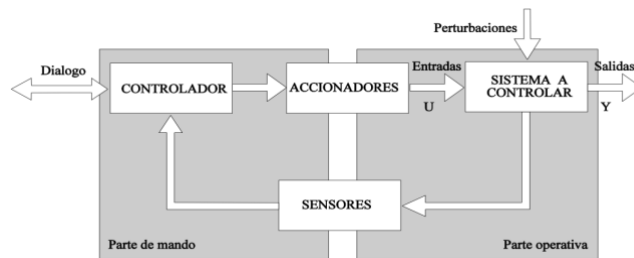 Perturbaciones
Dialogo
CONTROLADOR
ACCIONADORES
Entradas
U
SISTEMA A
CONTROLAR
Salidas
Y
SENSORES
Parte de mando
Parte operativa